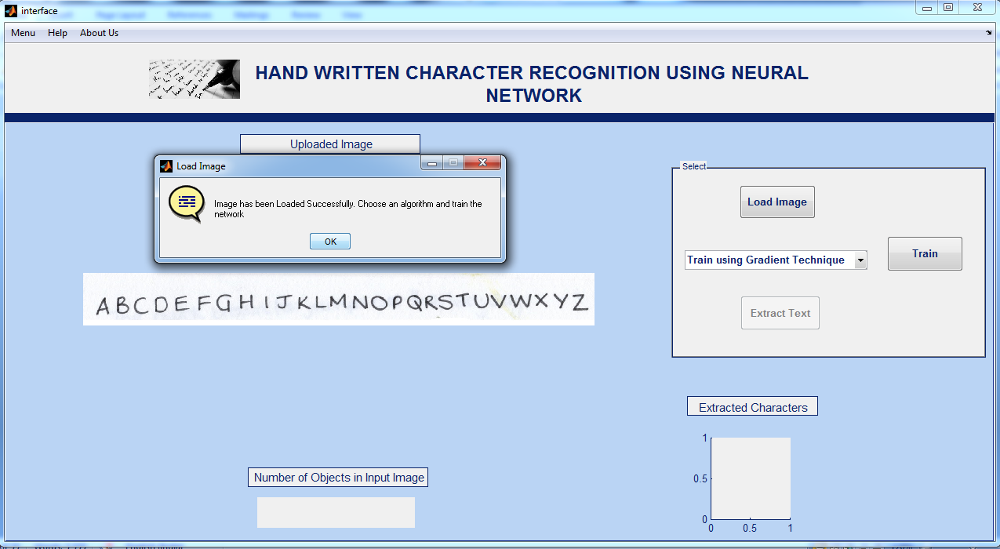 interface
Menu Help About Us
HAND WRITTEN CHARACTER RECOGNITION USING NEURAL
NETWORK
Uploaded Image
Load Image
Image has been Loaded Successfully. Choose an algorithm and train the
network
OK
A B C D E F G H I J K L M N O P Q R S T U V W X Y Z
Select
Load Image
Train using Gradient Technique
Train
Extract Text
Extracted Characters
1
0.5
0
0 0.5 1
Number of Objects in Input Image